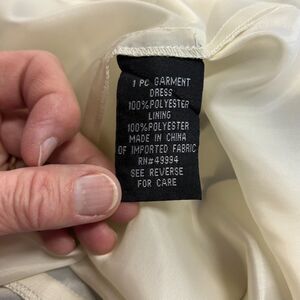 1 PC GARMENT
DRESS
100%POLYESTER
LINING
100%POLYESTER
MADE IN CHINA
OF IMPORTED FABRIC
RN#49994
SEE REVERSE
FOR CARE